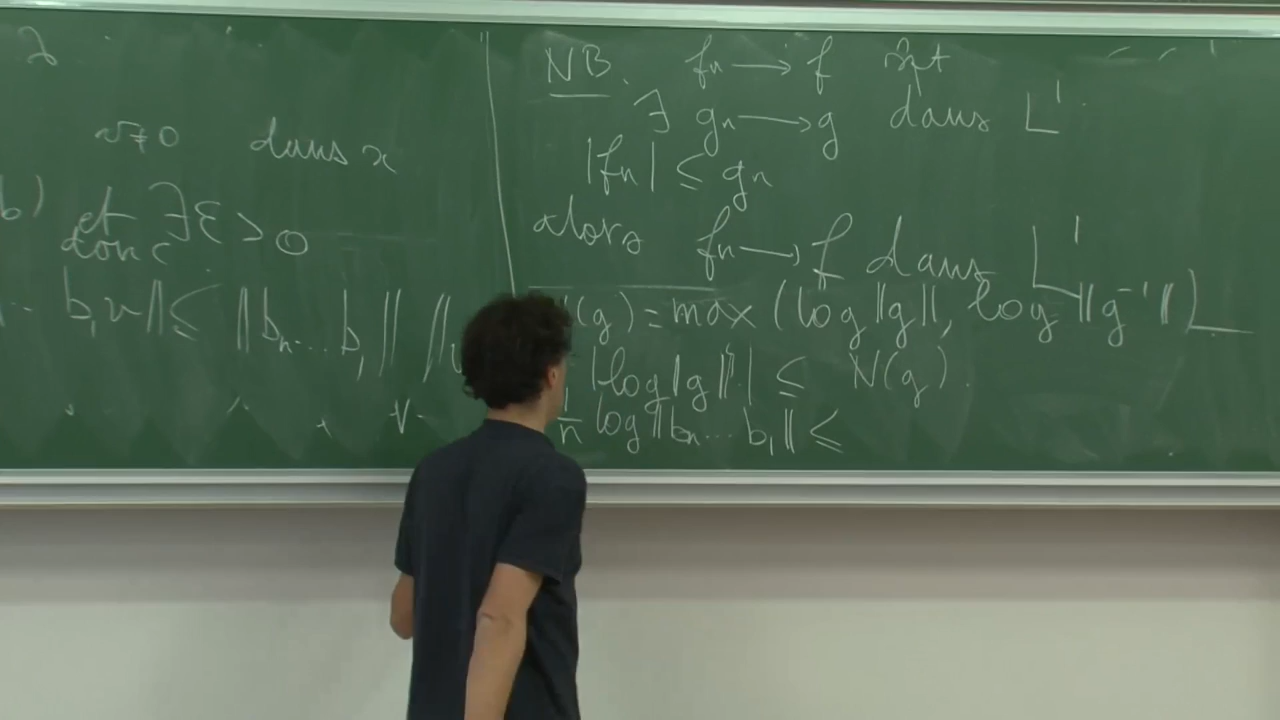 2
v≠0 dans x
b) et ∃ε > 0
donc
b₁v‖ ≤ ‖bₙ...b₁‖ ‖
NB. fₙ ⟶ f
∃ gₙ ⟶ g dans L¹.
|fₙ| ≤ gₙ
alors fₙ ⟶ f dans L¹
(g) = max (log‖g‖, log‖g⁻¹‖)
|log‖g‖| ≤ N(g).
1/n log‖bₙ...b₁‖ ≤